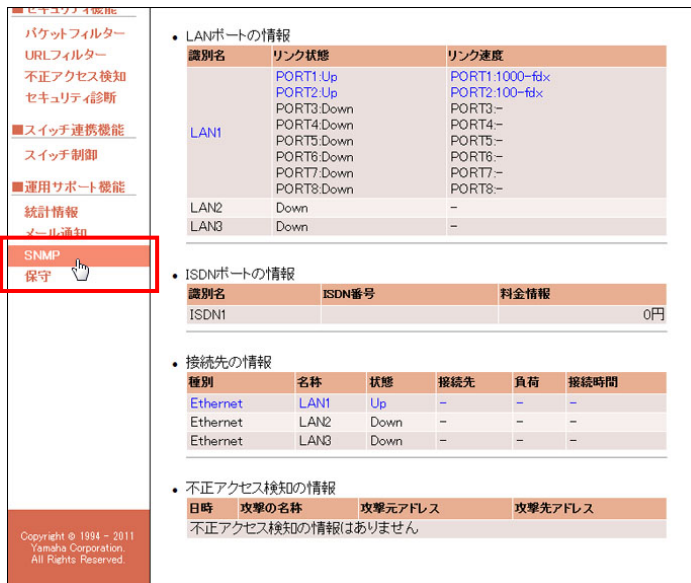 ■セキュリティ機能
パケットフィルター
URLフィルター
不正アクセス検知
セキュリティ診断
■スイッチ連携機能
スイッチ制御
■運用サポート機能
統計情報
メール通知
SNMP
保守
Copyright © 1994 - 2011
Yamaha Corporation.
All Rights Reserved.
• LANポートの情報
識別名 リンク状態 リンク速度
LAN1 PORT1:Up PORT1:1000-fdx
PORT2:Up PORT2:100-fdx
PORT3:Down PORT3:-
PORT4:Down PORT4:-
PORT5:Down PORT5:-
PORT6:Down PORT6:-
PORT7:Down PORT7:-
PORT8:Down PORT8:-
LAN2 Down -
LAN3 Down -
• ISDNポートの情報
識別名 ISDN番号 料金情報
ISDN1 0円
• 接続先の情報
種別 名称 状態 接続先 負荷 接続時間
Ethernet LAN1 Up - - -
Ethernet LAN2 Down - - -
Ethernet LAN3 Down - - -
• 不正アクセス検知の情報
日時 攻撃の名称 攻撃元アドレス 攻撃先アドレス
不正アクセス検知の情報はありません